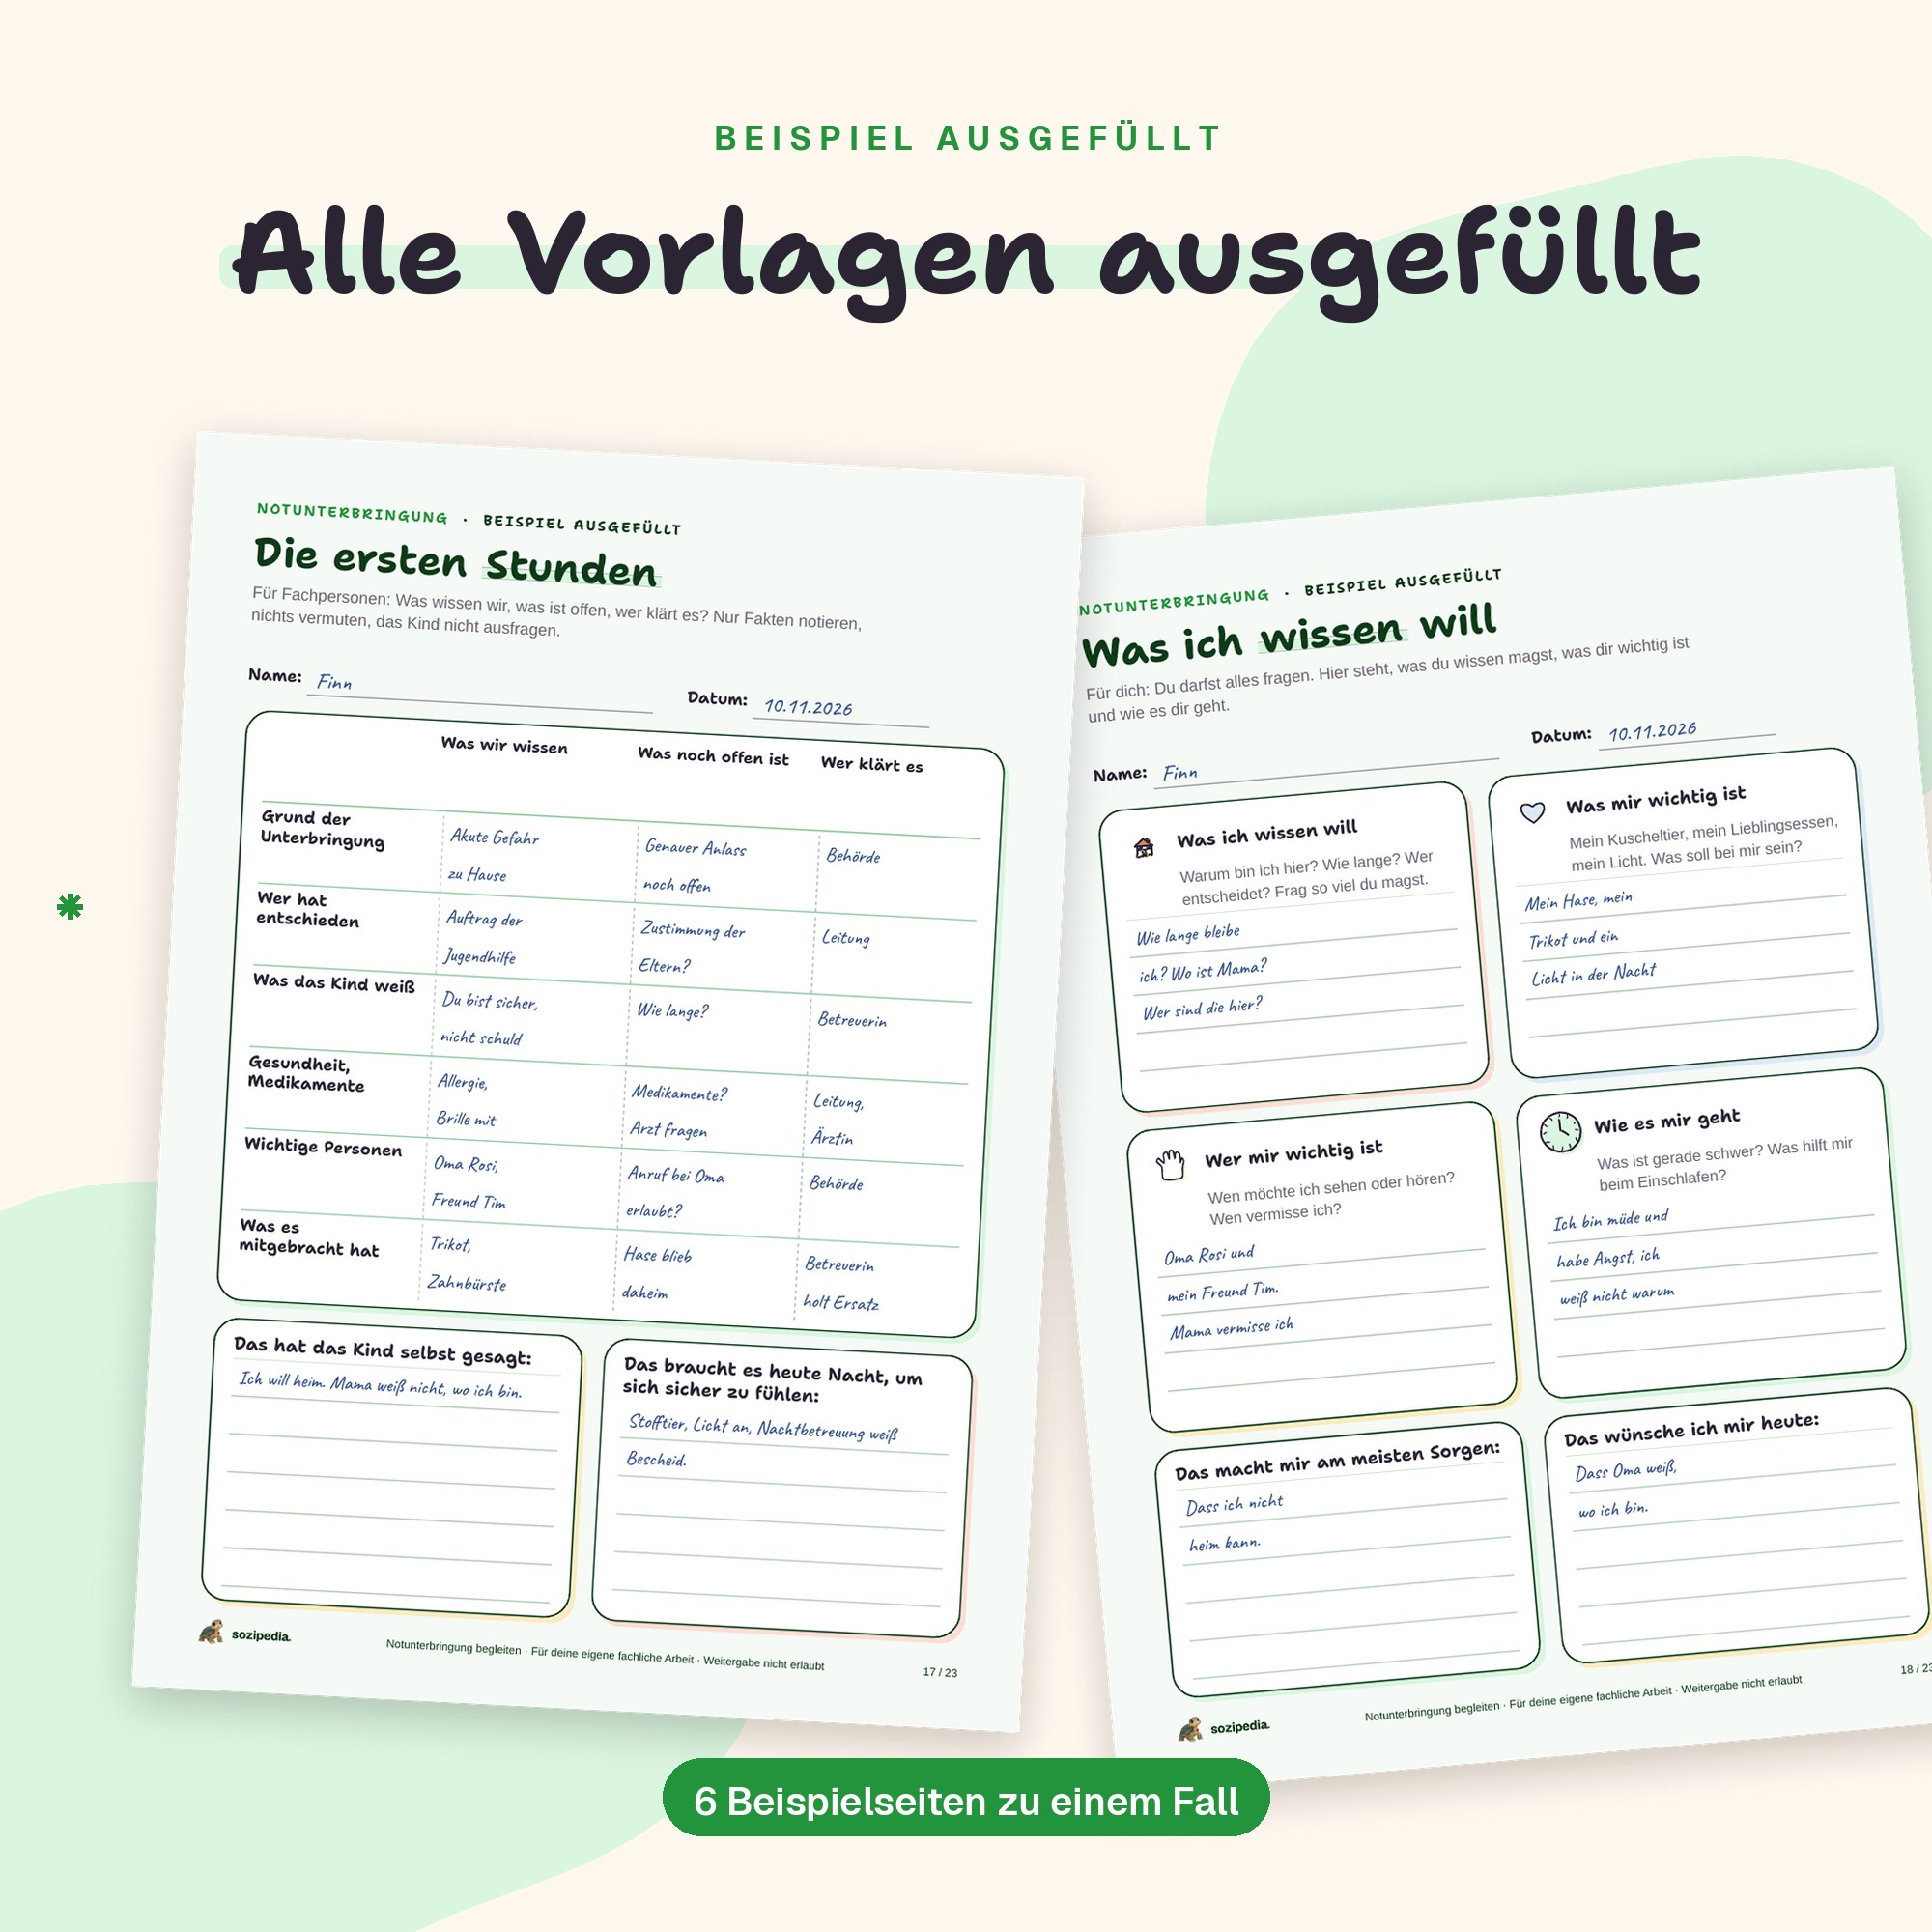 BEISPIEL AUSGEFÜLLT
Alle Vorlagen ausgefüllt
NOTUNTERBRINGUNG · BEISPIEL AUSGEFÜLLT
Die ersten Stunden
Für Fachpersonen: Was wissen wir, was ist offen, wer klärt es? Nur Fakten notieren,
nichts vermuten, das Kind nicht ausfragen.
Name: Finn
Datum: 10.11.2026
Was wir wissen
Was noch offen ist
Wer klärt es
Grund der
Unterbringung
Akute Gefahr
zu Hause
Genauer Anlass
noch offen
Behörde
Wer hat
entschieden
Auftrag der
Jugendhilfe
Zustimmung der
Eltern?
Leitung
Was das Kind weiß
Du bist sicher,
nicht schuld
Wie lange?
Betreuerin
Gesundheit,
Medikamente
Allergie,
Brille mit
Medikamente?
Arzt fragen
Leitung,
Ärztin
Wichtige Personen
Oma Rosi,
Freund Tim
Anruf bei Oma
erlaubt?
Behörde
Was es
mitgebracht hat
Trikot,
Zahnbürste
Hase blieb
daheim
Betreuerin
holt Ersatz
Das hat das Kind selbst gesagt:
Ich will heim. Mama weiß nicht, wo ich bin.
Das braucht es heute Nacht, um
sich sicher zu fühlen:
Stofftier, Licht an, Nachtbetreuung weiß
Bescheid.
sozipedia.
Notunterbringung begleiten · Für deine eigene fachliche Arbeit · Weitergabe nicht erlaubt
17 / 23
NOTUNTERBRINGUNG · BEISPIEL AUSGEFÜLLT
Was ich wissen will
Für dich: Du darfst alles fragen. Hier steht, was du wissen magst, was dir wichtig ist
und wie es dir geht.
Name: Finn
Datum: 10.11.2026
Was ich wissen will
Warum bin ich hier? Wie lange? Wer
entscheidet? Frag so viel du magst.
Wie lange bleibe
ich? Wo ist Mama?
Wer sind die hier?
Was mir wichtig ist
Mein Kuscheltier, mein Lieblingsessen,
mein Licht. Was soll bei mir sein?
Mein Hase, mein
Trikot und ein
Licht in der Nacht
Wer mir wichtig ist
Wen möchte ich sehen oder hören?
Wen vermisse ich?
Oma Rosi und
mein Freund Tim.
Mama vermisse ich
Wie es mir geht
Was ist gerade schwer? Was hilft mir
beim Einschlafen?
Ich bin müde und
habe Angst, ich
weiß nicht warum
Das macht mir am meisten Sorgen:
Dass ich nicht
heim kann.
Das wünsche ich mir heute:
Dass Oma weiß,
wo ich bin.
sozipedia.
Notunterbringung begleiten · Für deine eigene fachliche Arbeit · Weitergabe nicht erlaubt
18 / 23
6 Beispielseiten zu einem Fall